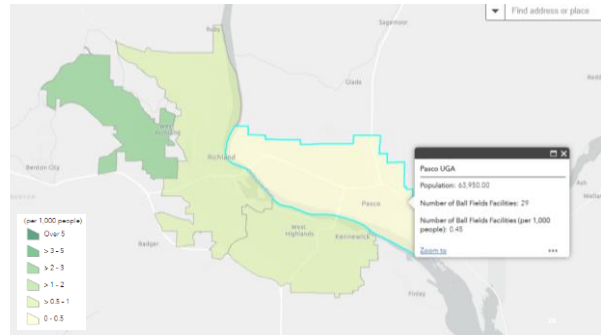 Find address or place
Sagemoor
Ruby
Glade
West
Richland
Richland
Benton City
Pasco
West
Highlands
Kennewick
Badger
Finley
Pasco UGA
Population: 63,950.00
Number of Ball Fields Facilities: 29
Number of Ball Fields Facilities (per 1,000
people): 0.45
Zoom to
(per 1,000 people)
Over 5
> 3 - 5
> 2 - 3
> 1 - 2
> 0.5 - 1
0 - 0.5